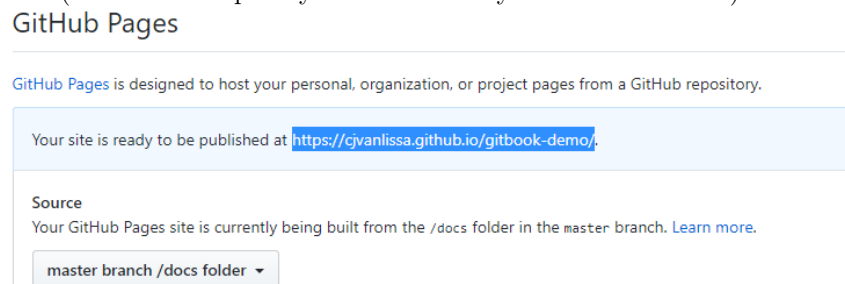 GitHub Pages
GitHub Pages is designed to host your personal, organization, or project pages from a GitHub repository.
Your site is ready to be published at https://cjvanlissa.github.io/gitbook-demo/.
Source
Your GitHub Pages site is currently being built from the /docs folder in the master branch. Learn more.
master branch /docs folder